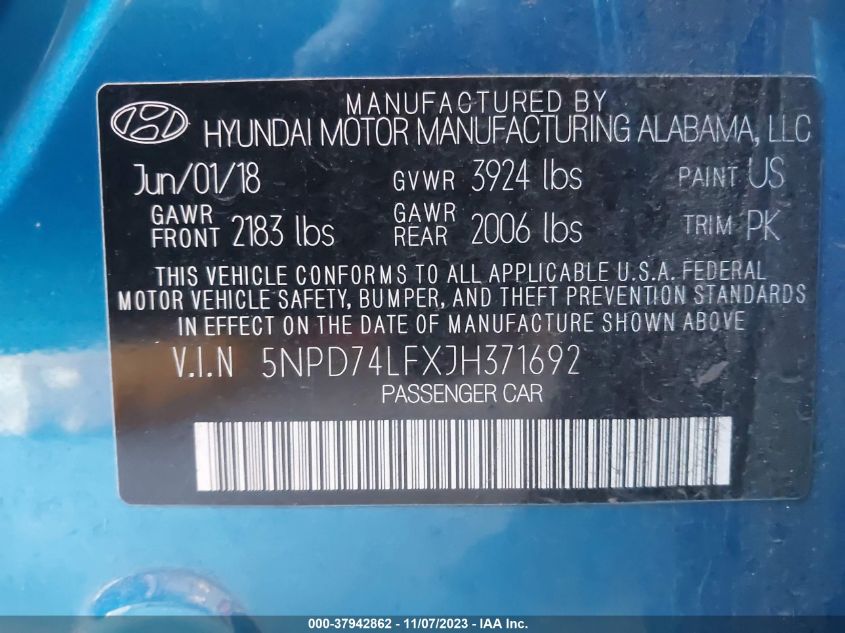 MANUFACTURED BY
HYUNDAI MOTOR MANUFACTURING ALABAMA, LLC
Jun/01/18 GVWR 3924 lbs PAINT US
GAWR FRONT 2183 lbs GAWR REAR 2006 lbs TRIM PK
THIS VEHICLE CONFORMS TO ALL APPLICABLE U.S.A. FEDERAL
MOTOR VEHICLE SAFETY, BUMPER, AND THEFT PREVENTION STANDARDS
IN EFFECT ON THE DATE OF MANUFACTURE SHOWN ABOVE
V.I.N 5NPD74LFXJH371692
PASSENGER CAR
000-37942862 - 11/07/2023 - IAA Inc.